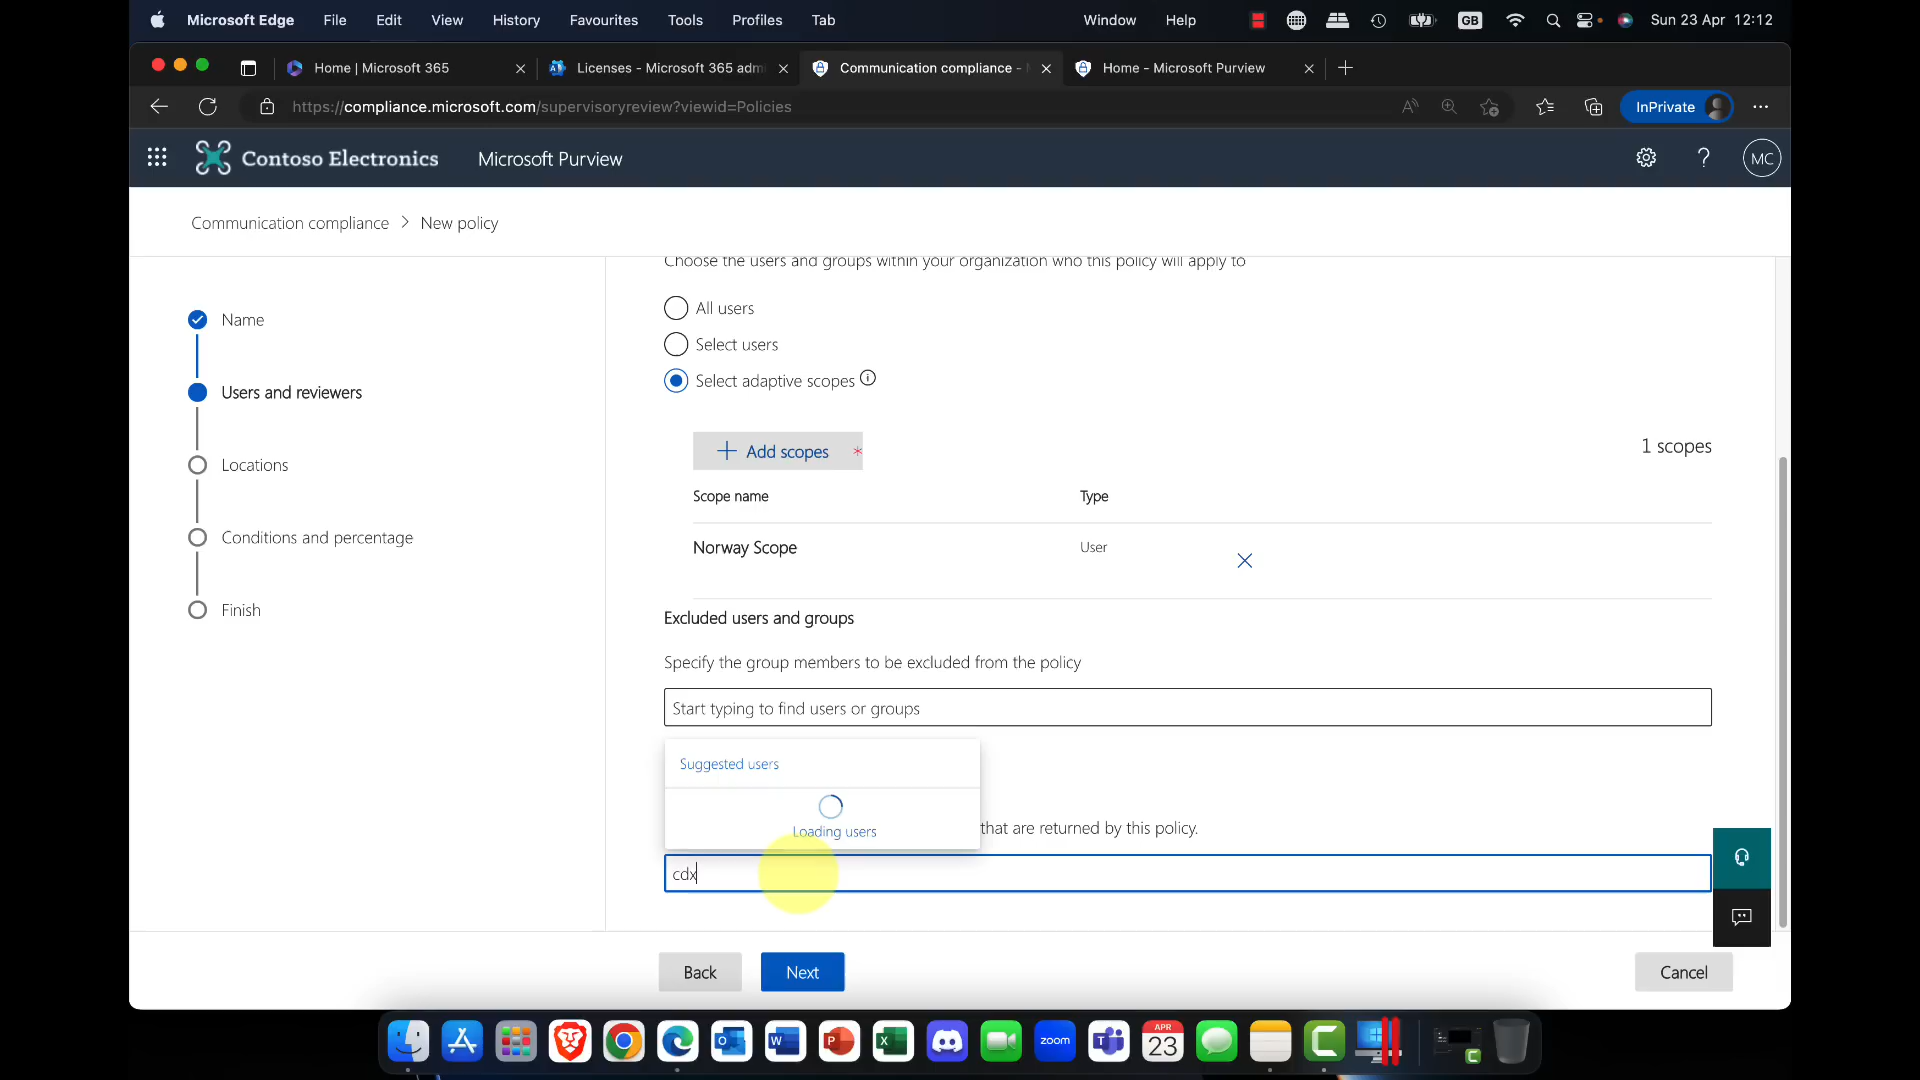 Microsoft Edge File Edit View History Favourites Tools Profiles Tab Window Help GB Sun 23 Apr 12:12
Home | Microsoft 365
Licenses - Microsoft 365 adm
Communication compliance -
Home - Microsoft Purview
https://compliance.microsoft.com/supervisoryreview?viewid=Policies
InPrivate
Contoso Electronics
Microsoft Purview
MC
Communication compliance > New policy
Name
Users and reviewers
Locations
Conditions and percentage
Finish
Choose the users and groups within your organization who this policy will apply to
All users
Select users
Select adaptive scopes
+ Add scopes *
1 scopes
Scope name Type
Norway Scope User
Excluded users and groups
Specify the group members to be excluded from the policy
Start typing to find users or groups
Suggested users
Loading users
that are returned by this policy.
cdx
Back
Next
Cancel
zoom
APR
23